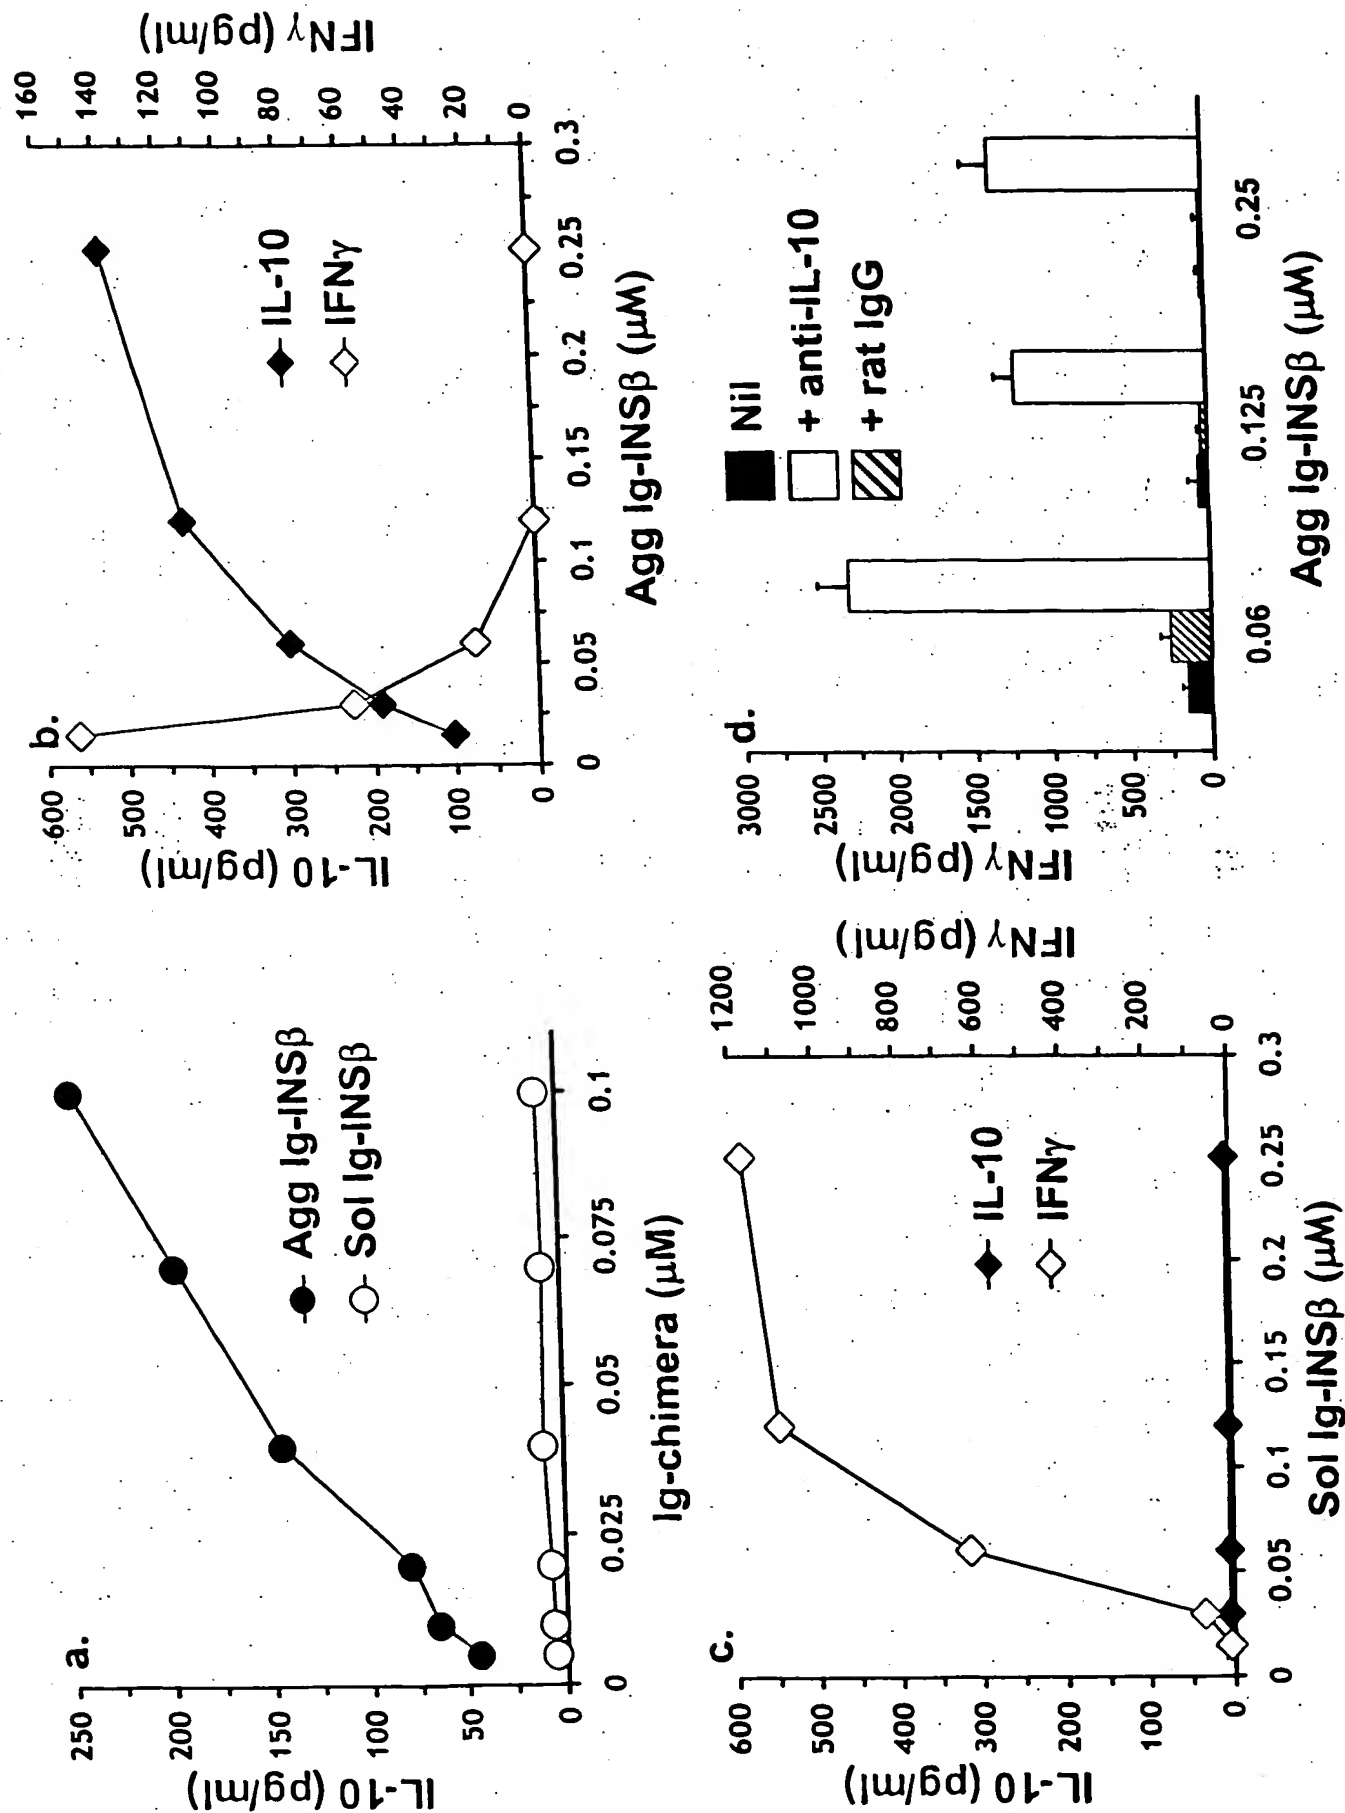 a.
IL-10 (pg/ml)
250
200
150
100
50
0
Agg Ig-INSβ
Sol Ig-INSβ
0 0.025 0.05 0.075 0.1
Ig-chimera (μM)
b.
IL-10 (pg/ml)
600
500
400
300
200
100
0
IL-10
IFNγ
IFNγ (pg/ml)
160
140
120
100
80
60
40
20
0
0 0.05 0.1 0.15 0.2 0.25 0.3
Agg Ig-INSβ (μM)
c.
IL-10 (pg/ml)
600
500
400
300
200
100
0
IL-10
IFNγ
IFNγ (pg/ml)
1200
1000
800
600
400
200
0
0 0.05 0.1 0.15 0.2 0.25 0.3
Sol Ig-INSβ (μM)
d.
IFNγ (pg/ml)
3000
2500
2000
1500
1000
500
0
Nil
+ anti-IL-10
+ rat IgG
0.06 0.125 0.25
Agg Ig-INSβ (μM)